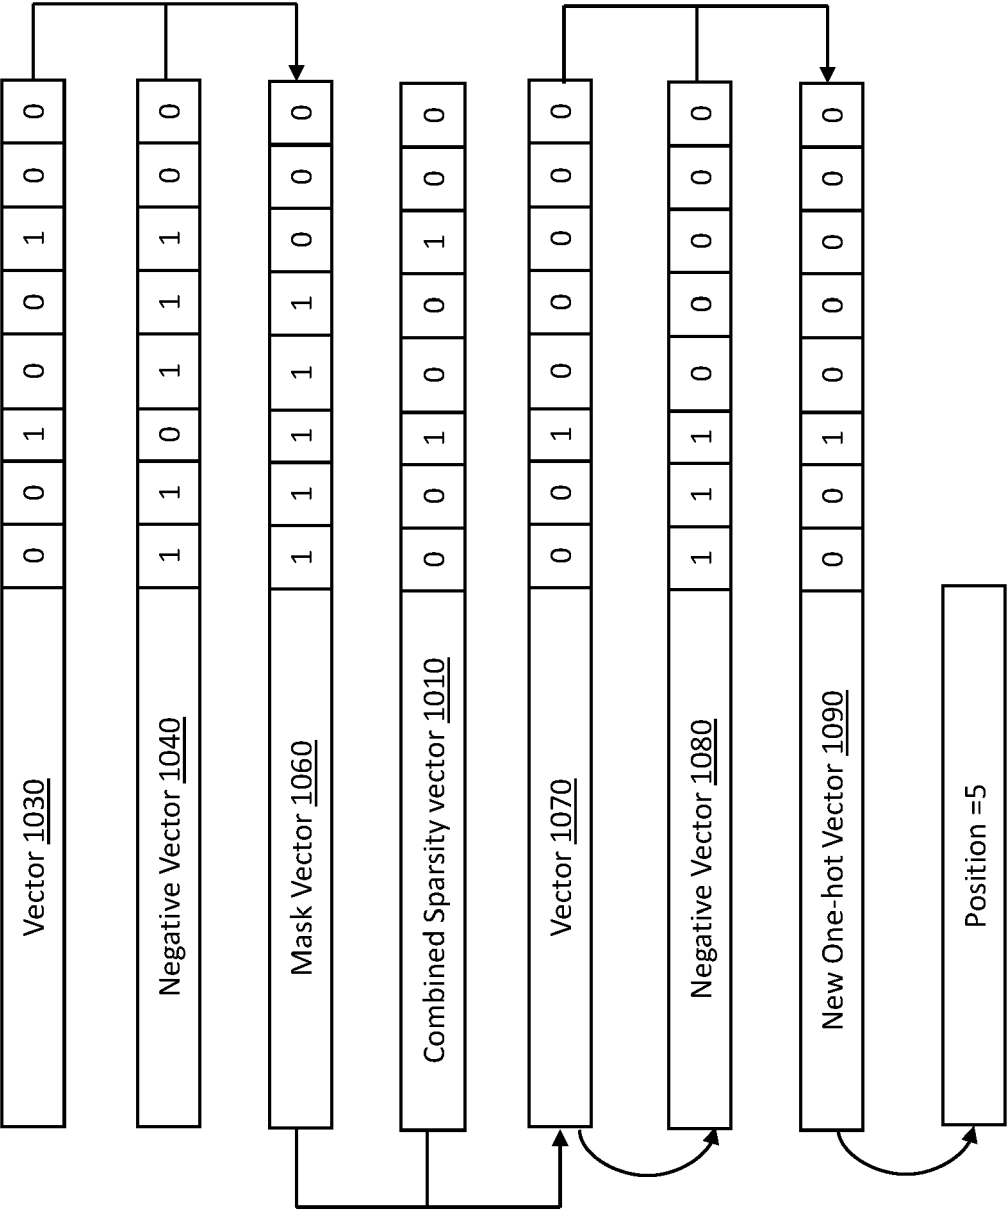 Vector 1030 0 0 1 0 0 1 0 0
Negative Vector 1040 1 1 0 1 1 1 0 0
Mask Vector 1060 1 1 1 1 1 0 0 0
Combined Sparsity vector 1010 0 0 1 0 0 1 0 0
Vector 1070 0 0 1 0 0 0 0 0
Negative Vector 1080 1 1 1 0 0 0 0 0
New One-hot Vector 1090 0 0 1 0 0 0 0 0
Position =5